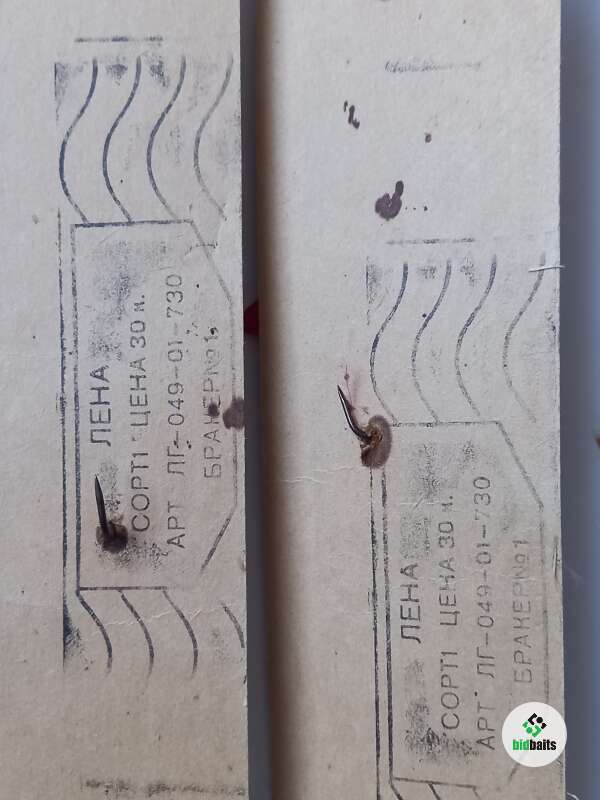 ЛЕНА
СОРТ1 ЦЕНА 30 к.
АРТ ЛГ-049-01-730
БРАКЕР№1
ЛЕНА
СОРТ1 ЦЕНА 30 к.
АРТ ЛГ-049-01-730
БРАКЕР№1
bidbaits